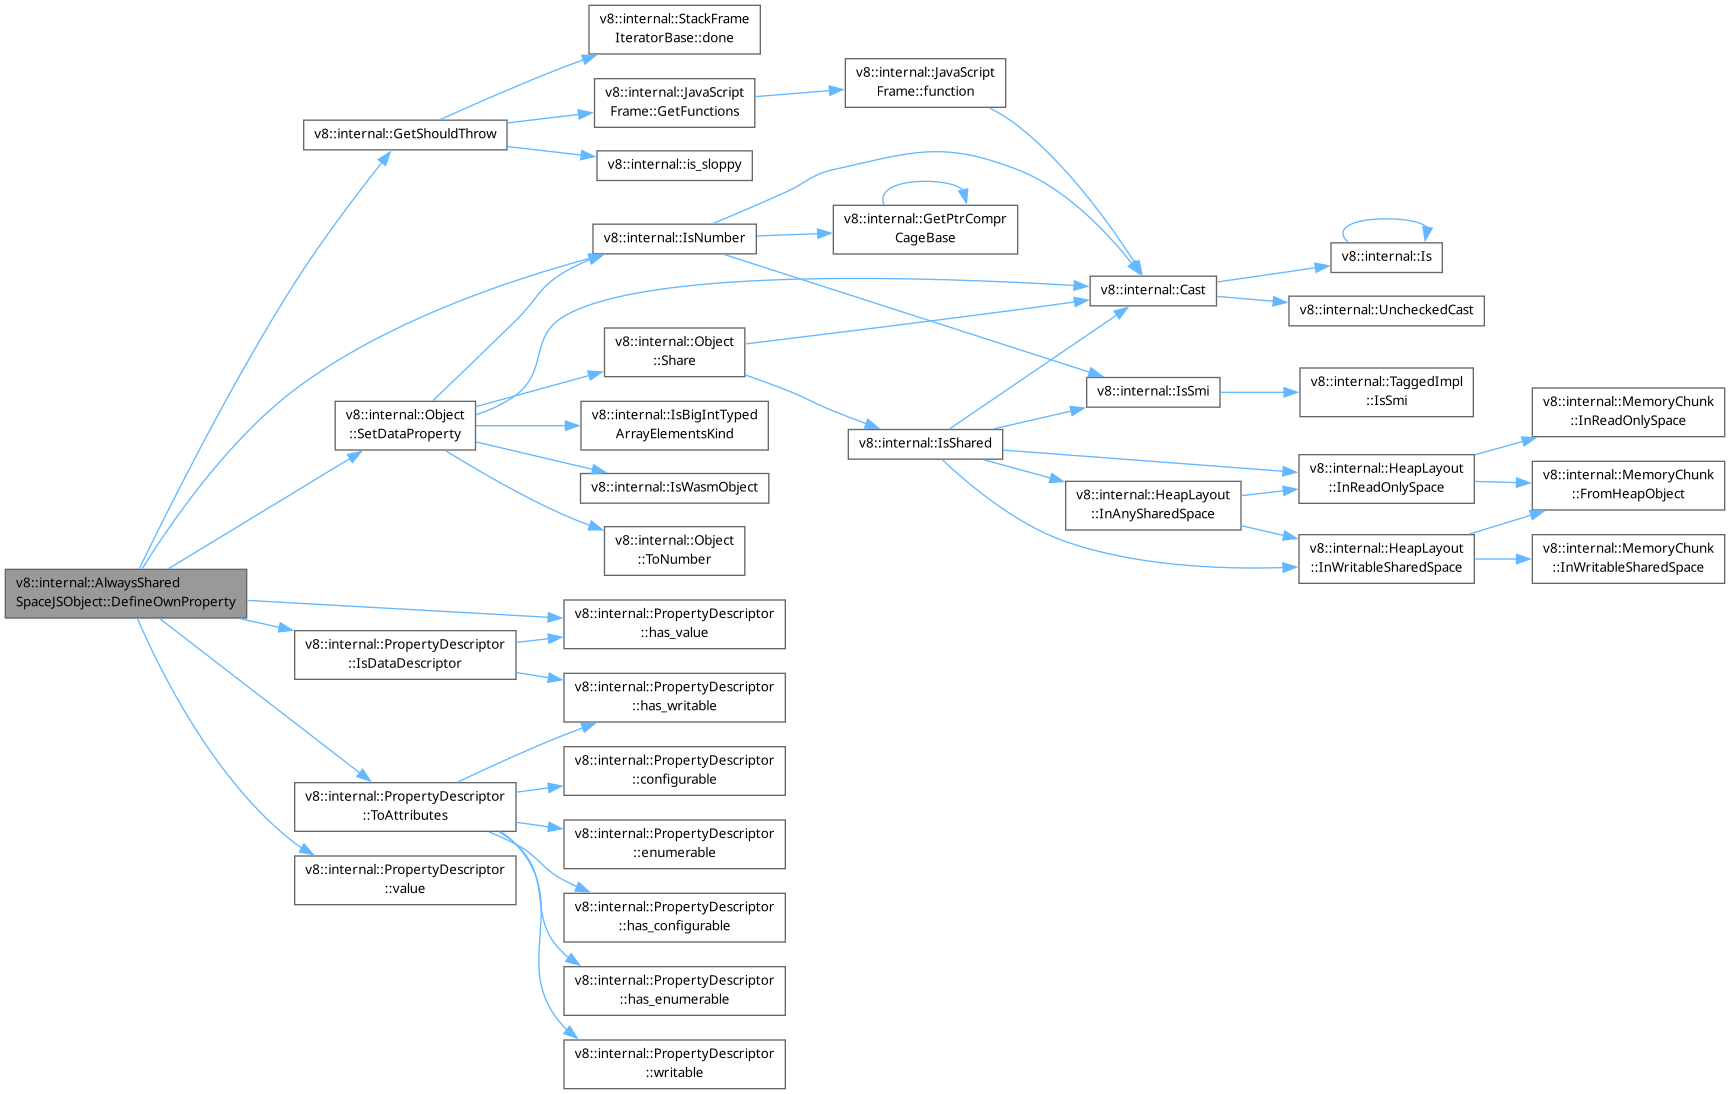 v8::internal::StackFrame
IteratorBase::done
v8::internal::JavaScript
Frame::function
v8::internal::JavaScript
Frame::GetFunctions
v8::internal::GetShouldThrow
v8::internal::is_sloppy
v8::internal::GetPtrCompr
CageBase
v8::internal::IsNumber
v8::internal::Is
v8::internal::Cast
v8::internal::UncheckedCast
v8::internal::Object
::Share
v8::internal::IsSmi
v8::internal::TaggedImpl
::IsSmi
v8::internal::MemoryChunk
::InReadOnlySpace
v8::internal::Object
::SetDataProperty
v8::internal::IsBigIntTyped
ArrayElementsKind
v8::internal::IsShared
v8::internal::HeapLayout
::InReadOnlySpace
v8::internal::MemoryChunk
::FromHeapObject
v8::internal::IsWasmObject
v8::internal::HeapLayout
::InAnySharedSpace
v8::internal::Object
::ToNumber
v8::internal::HeapLayout
::InWritableSharedSpace
v8::internal::MemoryChunk
::InWritableSharedSpace
v8::internal::AlwaysShared
SpaceJSObject::DefineOwnProperty
v8::internal::PropertyDescriptor
::has_value
v8::internal::PropertyDescriptor
::IsDataDescriptor
v8::internal::PropertyDescriptor
::has_writable
v8::internal::PropertyDescriptor
::configurable
v8::internal::PropertyDescriptor
::ToAttributes
v8::internal::PropertyDescriptor
::enumerable
v8::internal::PropertyDescriptor
::value
v8::internal::PropertyDescriptor
::has_configurable
v8::internal::PropertyDescriptor
::has_enumerable
v8::internal::PropertyDescriptor
::writable